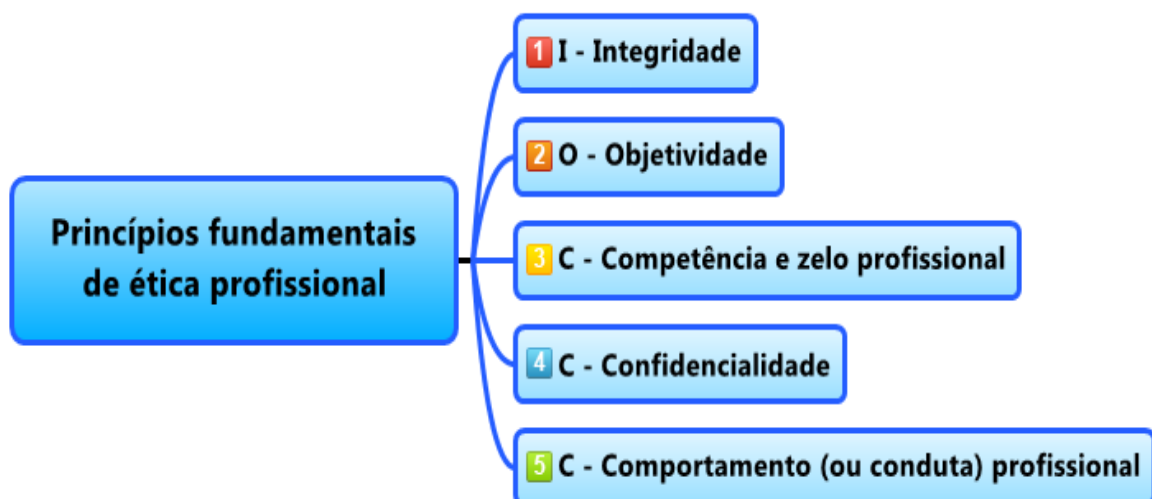 Princípios fundamentais
de ética profissional
1 I - Integridade
2 O - Objetividade
3 C - Competência e zelo profissional
4 C - Confidencialidade
5 C - Comportamento (ou conduta) profissional